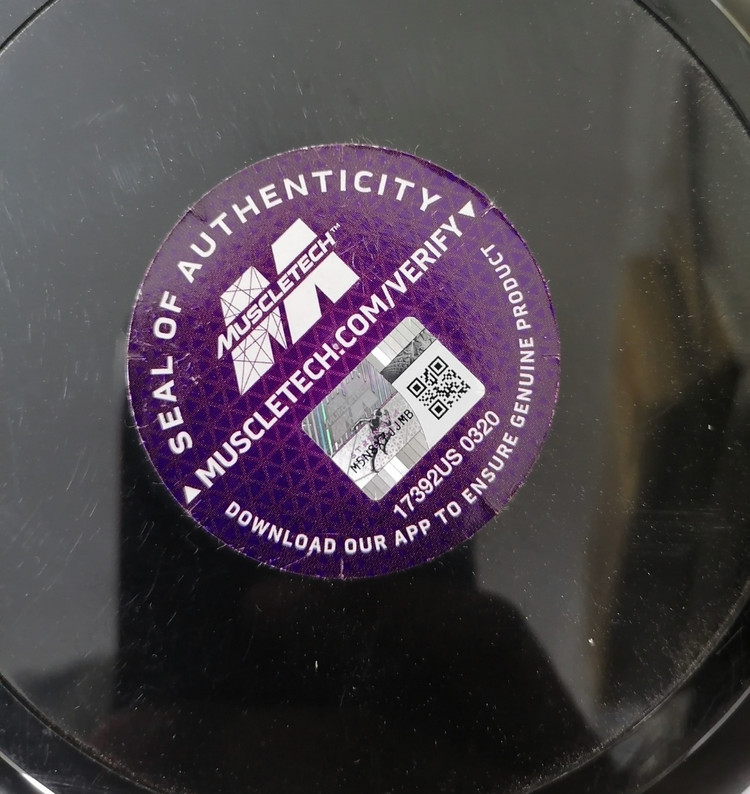 SEAL OF AUTHENTICITY
MUSCLETECH™
MUSCLETECH.COM/VERIFY
17392US 0320
DOWNLOAD OUR APP TO ENSURE GENUINE PRODUCT